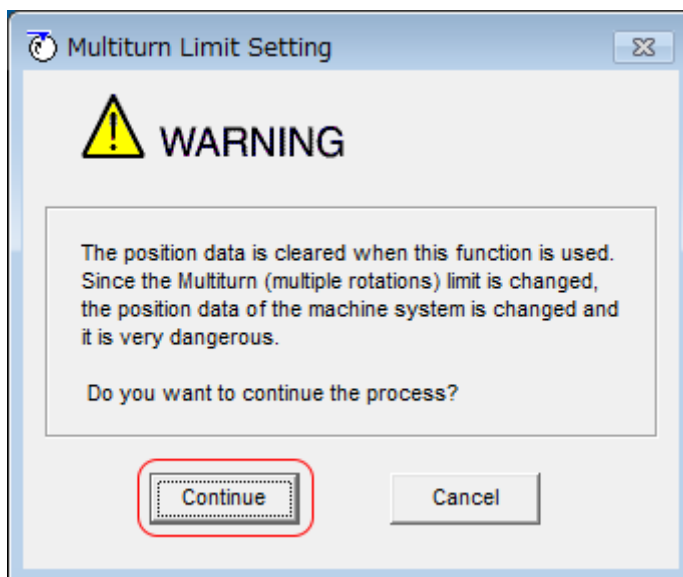 Multiturn Limit Setting
WARNING
The position data is cleared when this function is used.
Since the Multiturn (multiple rotations) limit is changed,
the position data of the machine system is changed and
it is very dangerous.
Do you want to continue the process?
Continue
Cancel